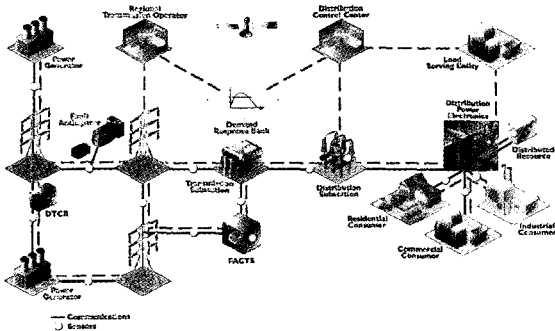 Regional
Transmission Operator
Distribution
Control Center
Power
Generator
Load
Serving Entity
Fault
Anticipator
Distribution
Power
Electronics
Demand
Response Bank
Distributed
Resource
Transmission
Substation
Distribution
Substation
DTCR
Residential
Consumer
Industrial
Consumer
FACTS
Commercial
Consumer
Power
Generator
Communications
Sensors